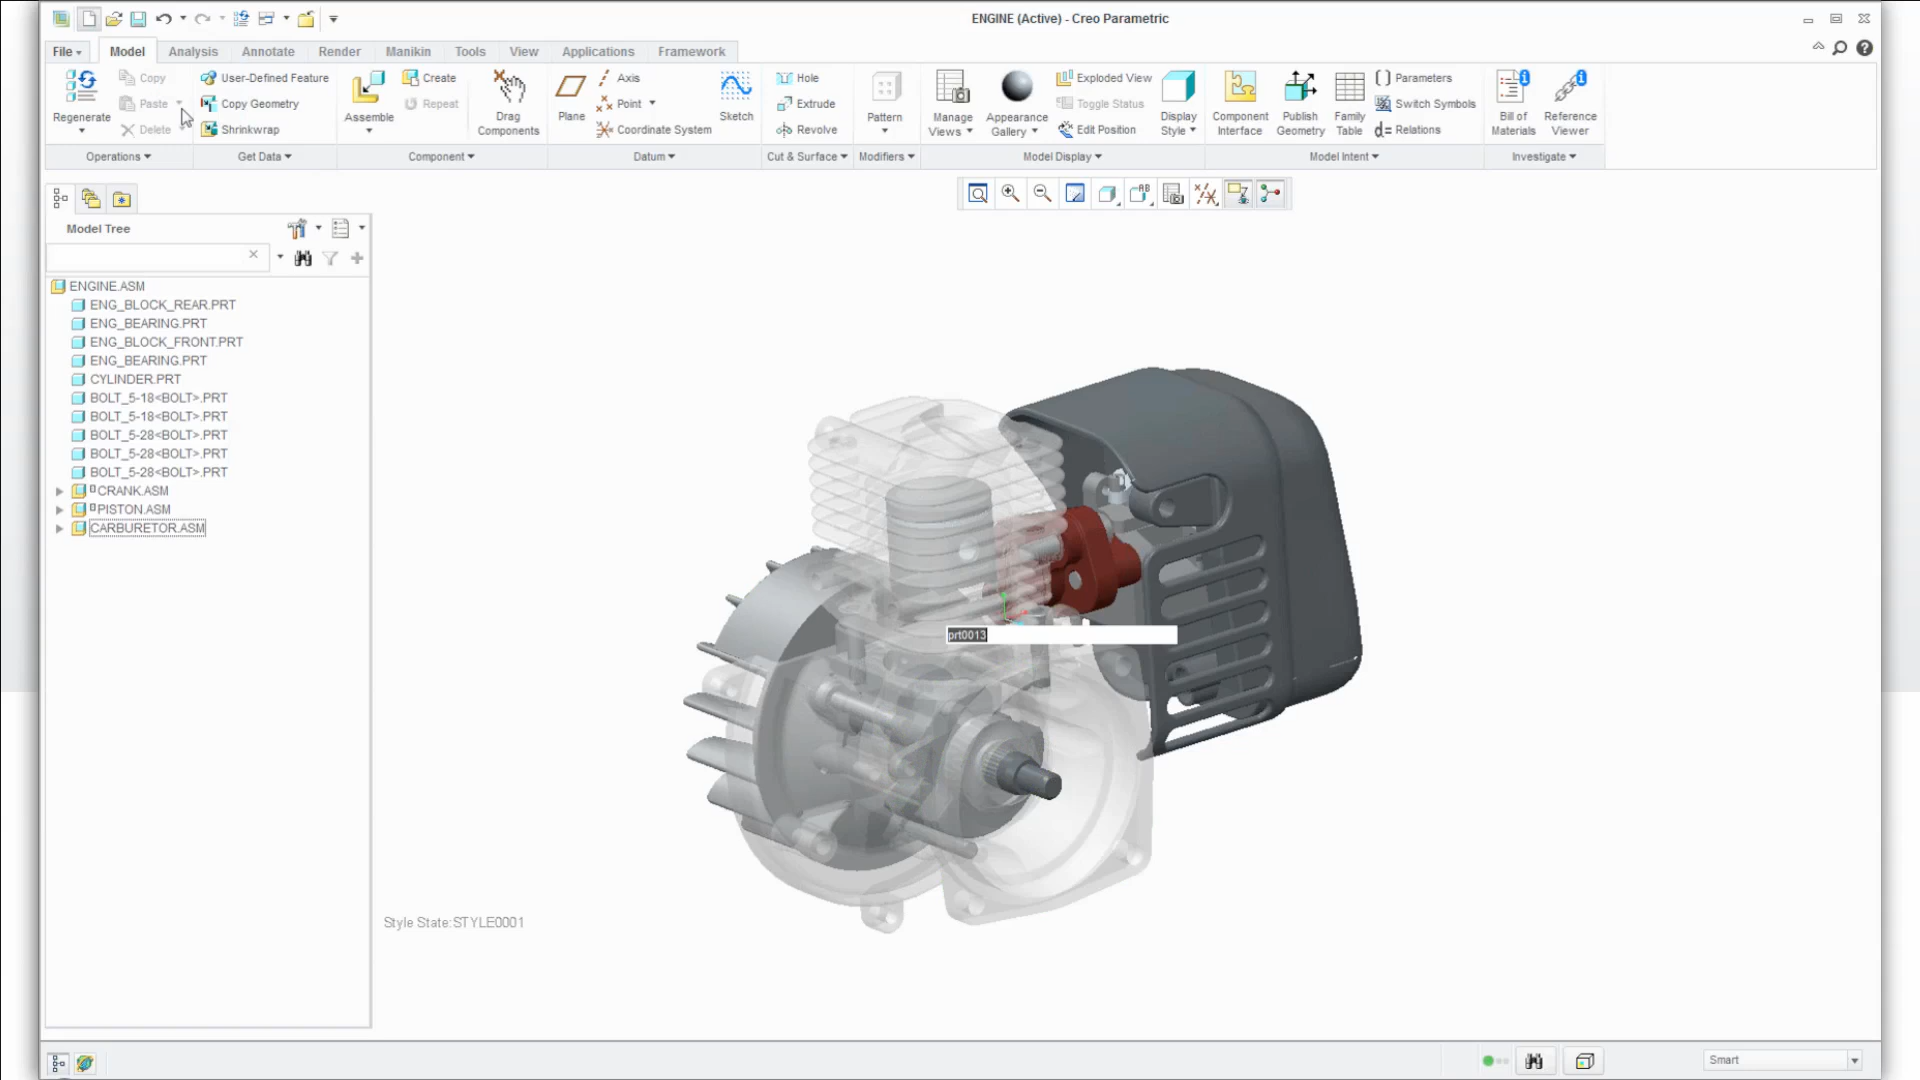 ENGINE (Active) - Creo Parametric
File Model Analysis Annotate Render Manikin Tools View Applications Framework
Regenerate
Copy
Paste
Delete
Operations
User-Defined Feature
Copy Geometry
Shrinkwrap
Get Data
Assemble
Create
Repeat
Drag
Components
Component
Plane
Axis
Point
Coordinate System
Sketch
Datum
Hole
Extrude
Revolve
Cut & Surface
Pattern
Modifiers
Manage
Views
Appearance
Gallery
Exploded View
Toggle Status
Edit Position
Display
Style
Model Display
Component
Interface
Publish
Geometry
Family
Table
Parameters
Switch Symbols
d= Relations
Model Intent
Bill of
Materials
Reference
Viewer
Investigate
Model Tree
ENGINE.ASM
ENG_BLOCK_REAR.PRT
ENG_BEARING.PRT
ENG_BLOCK_FRONT.PRT
ENG_BEARING.PRT
CYLINDER.PRT
BOLT_5-18<BOLT>.PRT
BOLT_5-18<BOLT>.PRT
BOLT_5-28<BOLT>.PRT
BOLT_5-28<BOLT>.PRT
BOLT_5-28<BOLT>.PRT
CRANK.ASM
PISTON.ASM
CARBURETOR.ASM
prt0013
Style State:STYLE0001
Smart